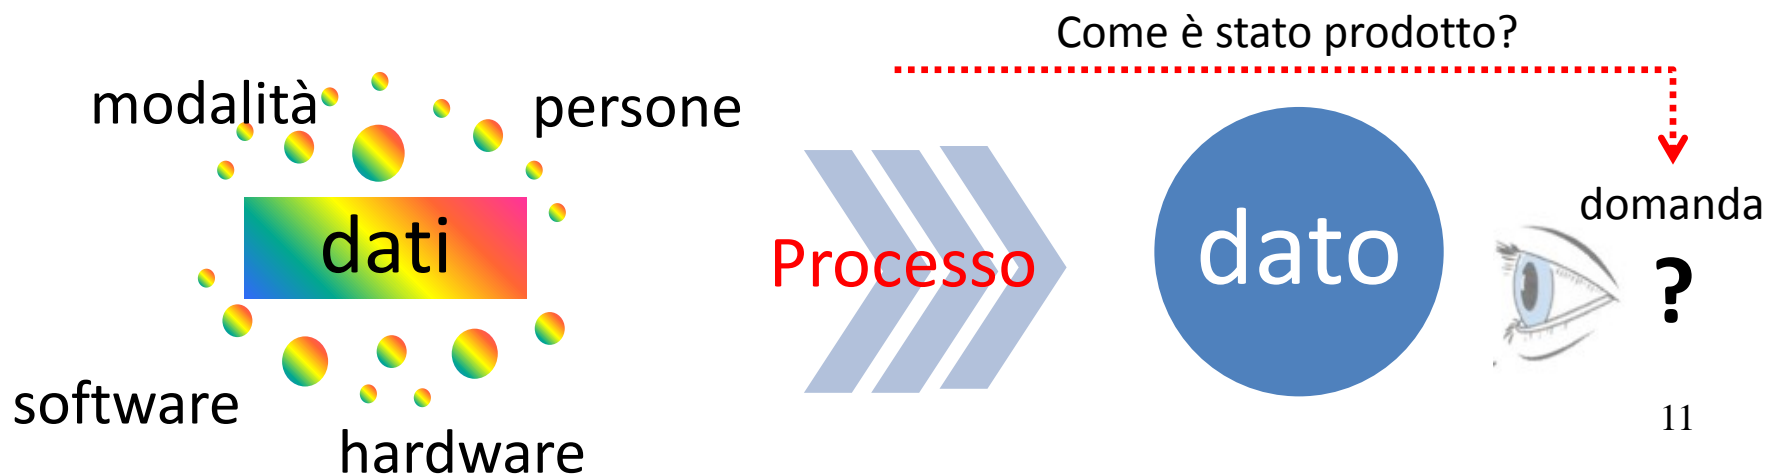 Come è stato prodotto?
modalità
persone
dati
Processo
dato
domanda
?
software
hardware
11